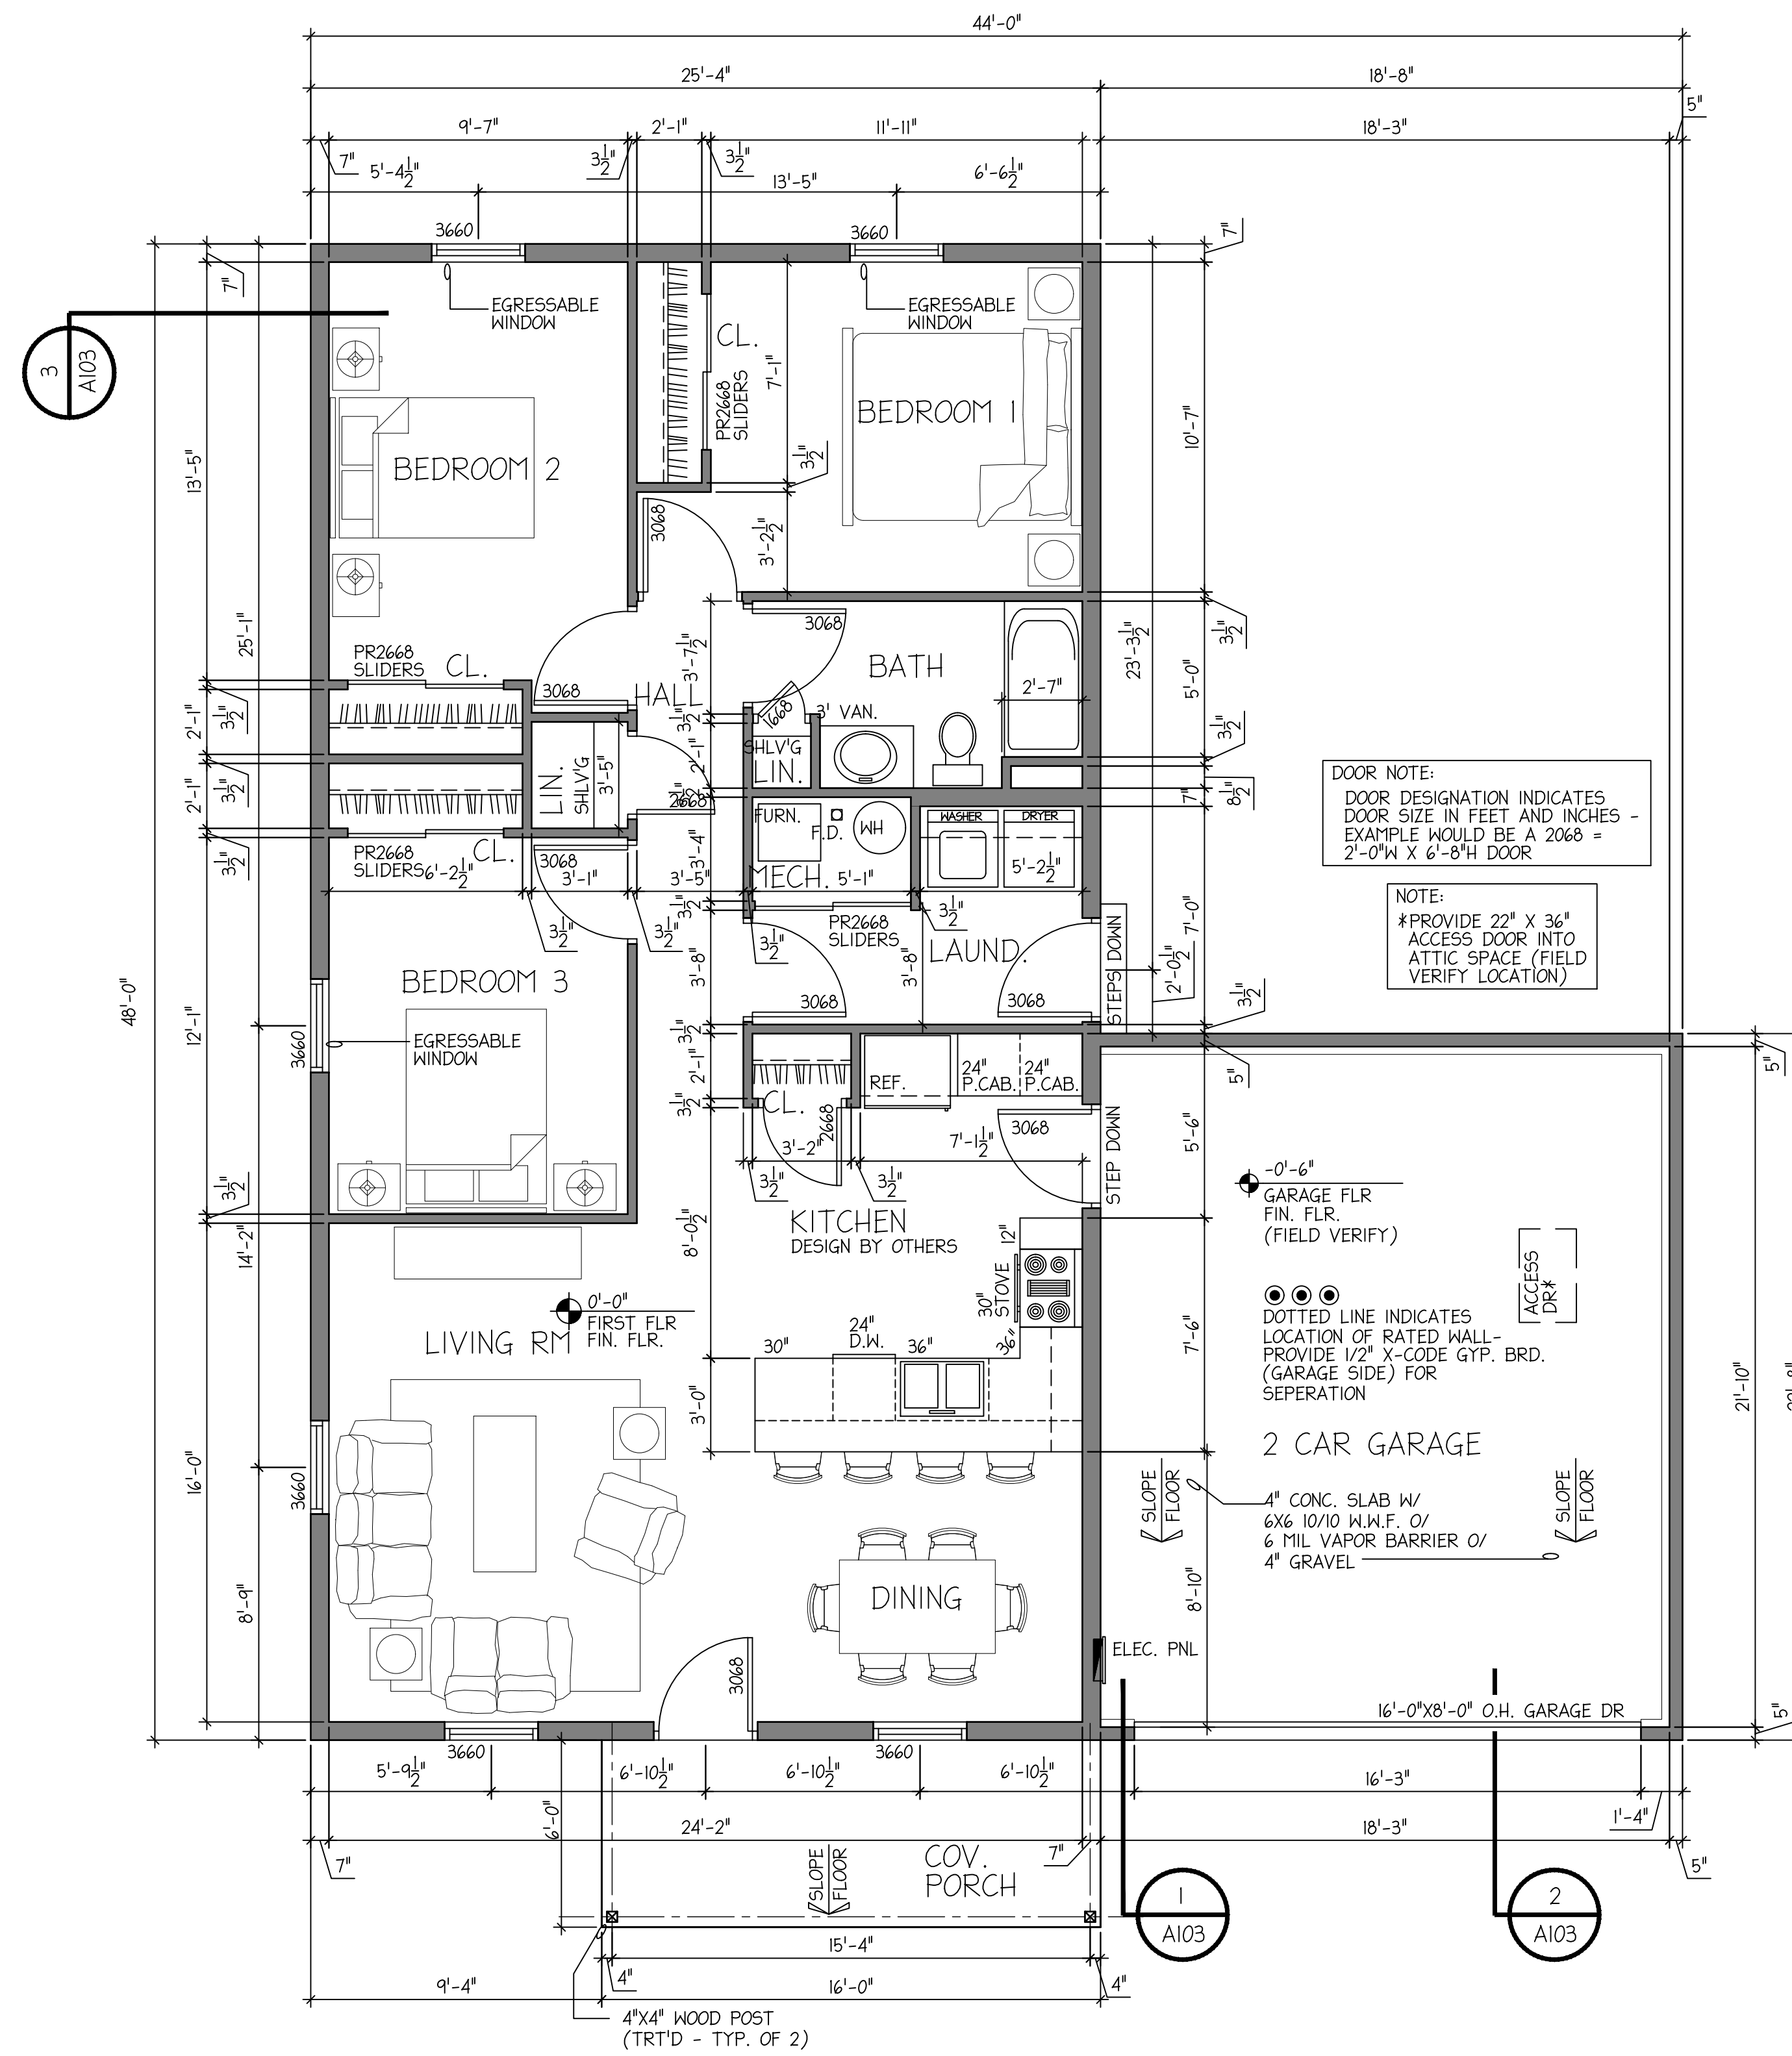 44'-0"
25'-4"
18'-8"
5"
9'-7"
2'-1"
11'-11"
18'-3"
7"
5'-4 1/2"
3 1/2"
3 1/2"
13'-5"
6'-6 1/2"
3660
3660
7"
7"
EGRESSABLE
WINDOW
EGRESSABLE
WINDOW
3
A103
CL.
7'-1"
PR2668
SLIDERS
BEDROOM 1
10'-7"
BEDROOM 2
13'-5"
3 1/2"
3068
3'-2 1/2"
25'-1"
3068
3'-7 1/2"
23'-3 1/2"
3 1/2"
PR2668
SLIDERS
CL.
BATH
5'-0"
3068
HALL
2'-7"
3 1/2"
2'-1"
3 1/2"
1668
3' VAN.
3 1/2"
SHLV'G
LIN.
2'-1"
LIN.
SHLV'G
3'-5"
2668
3 1/2"
7"
8 1/2"
DOOR NOTE:
DOOR DESIGNATION INDICATES
DOOR SIZE IN FEET AND INCHES -
EXAMPLE WOULD BE A 2068 =
2'-0"W X 6'-8"H DOOR
2'-1"
3 1/2"
FURN.
F.D.
WH
WASHER
DRYER
3 1/2"
PR2668
SLIDERS
CL.
6'-2 1/2"
3068
3'-1"
3'-4"
3'-5"
MECH.
5'-1"
5'-2 1/2"
NOTE:
*PROVIDE 22" X 36"
ACCESS DOOR INTO
ATTIC SPACE (FIELD
VERIFY LOCATION)
3 1/2"
3 1/2"
3 1/2"
3 1/2"
3 1/2"
PR2668
SLIDERS
LAUND.
7'-0"
STEPS DOWN
2'-0 1/2"
3'-8"
3'-8"
48'-0"
BEDROOM 3
12'-1"
3068
3068
3 1/2"
3660
EGRESSABLE
WINDOW
3 1/2"
2'-1"
REF.
24"
P.CAB.
24"
P.CAB.
5"
5"
3 1/2"
CL.
2668
3068
3'-2"
7'-1 1/2"
STEP DOWN
5'-6"
3 1/2"
3 1/2"
3 1/2"
-0'-6"
GARAGE FLR
FIN. FLR.
(FIELD VERIFY)
14'-2"
8'-0 1/2"
KITCHEN
DESIGN BY OTHERS
12"
ACCESS
DR*
30"
STOVE
0'-0"
FIRST FLR
FIN. FLR.
LIVING RM
24"
D.W.
30"
36"
36"
7'-6"
DOTTED LINE INDICATES
LOCATION OF RATED WALL-
PROVIDE 1/2" X-CODE GYP. BRD.
(GARAGE SIDE) FOR
SEPERATION
21'-10"
3'-0"
2 CAR GARAGE
16'-0"
3660
SLOPE
FLOOR
SLOPE
FLOOR
4" CONC. SLAB W/
6X6 10/10 W.W.F. O/
6 MIL VAPOR BARRIER O/
4" GRAVEL
8'-9"
DINING
8'-10"
ELEC. PNL
3068
16'-0"X8'-0" O.H. GARAGE DR
5"
3660
3660
5'-9 1/2"
6'-10 1/2"
6'-10 1/2"
6'-10 1/2"
16'-3"
1'-4"
6'-0"
24'-2"
18'-3"
7"
7"
5"
SLOPE
FLOOR
COV.
PORCH
1
A103
2
A103
15'-4"
4"
4"
9'-4"
16'-0"
4"X4" WOOD POST
(TRT'D - TYP. OF 2)